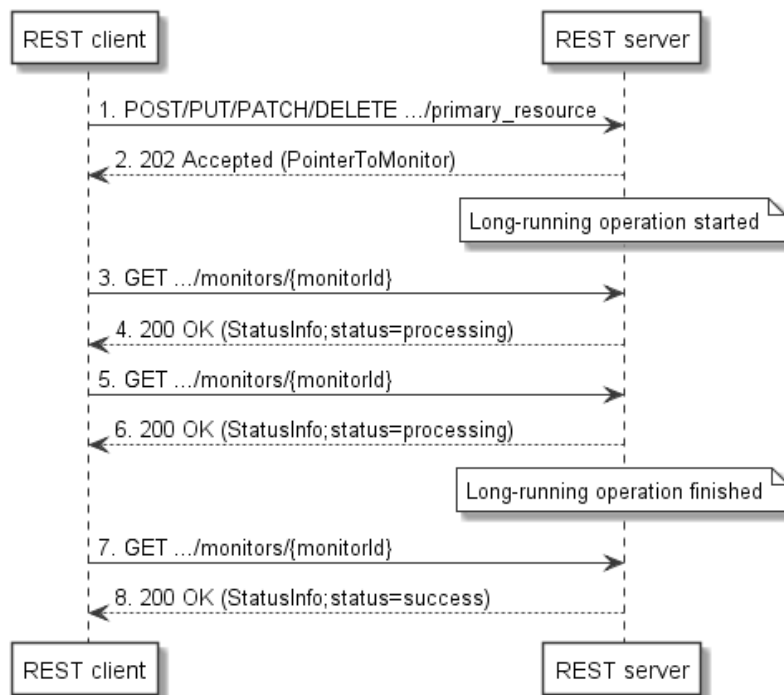 REST client
REST server
1. POST/PUT/PATCH/DELETE .../primary_resource
2. 202 Accepted (PointerToMonitor)
Long-running operation started
3. GET .../monitors/{monitorId}
4. 200 OK (StatusInfo;status=processing)
5. GET .../monitors/{monitorId}
6. 200 OK (StatusInfo;status=processing)
Long-running operation finished
7. GET .../monitors/{monitorId}
8. 200 OK (StatusInfo;status=success)
REST client
REST server